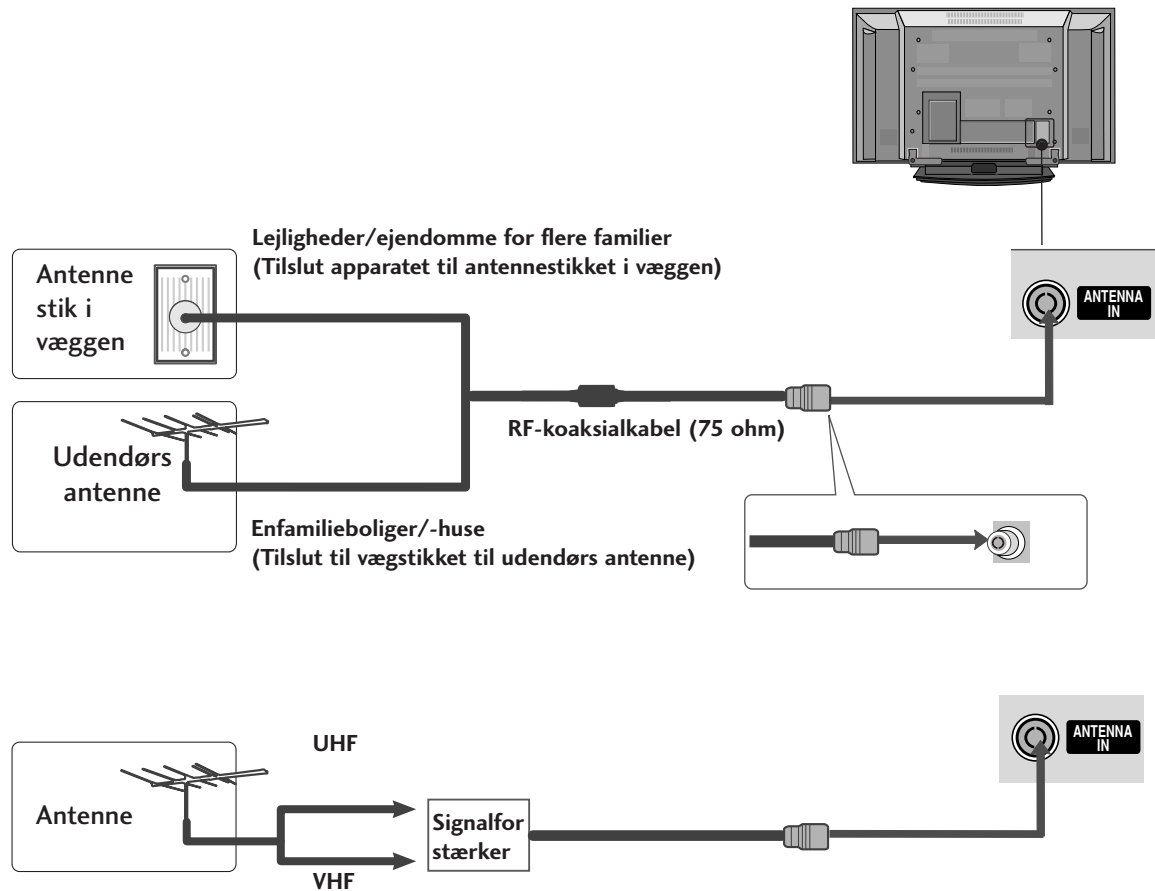 Lejligheder/ejendomme for flere familier
(Tilslut apparatet til antennestikket i væggen)
Antenne
stik i
væggen
ANTENNA
IN
RF-koaksialkabel (75 ohm)
Udendørs
antenne
Enfamilieboliger/-huse
(Tilslut til vægstikket til udendørs antenne)
ANTENNA
IN
UHF
Antenne
Signalfor
stærker
VHF